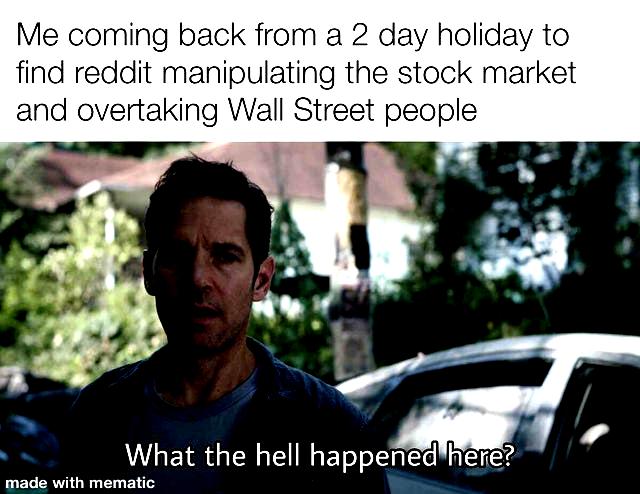 Me coming back from a 2 day holiday to
find reddit manipulating the stock market
and overtaking Wall Street people
What the hell happened here?
made with mematic